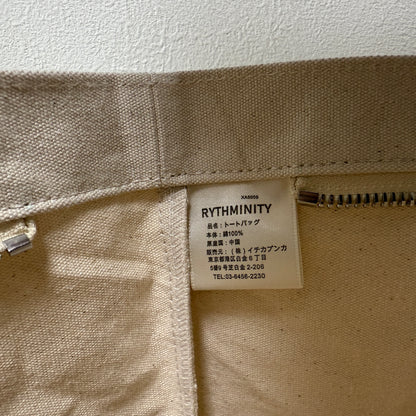 XA5059
RYTHMINITY
品名：トートバッグ
本体：綿100%
原産国：中国
販売元：(株)イチカブンカ
東京都港区白金6丁目
5番9号芝白金2-206
TEL:03-6456-2230